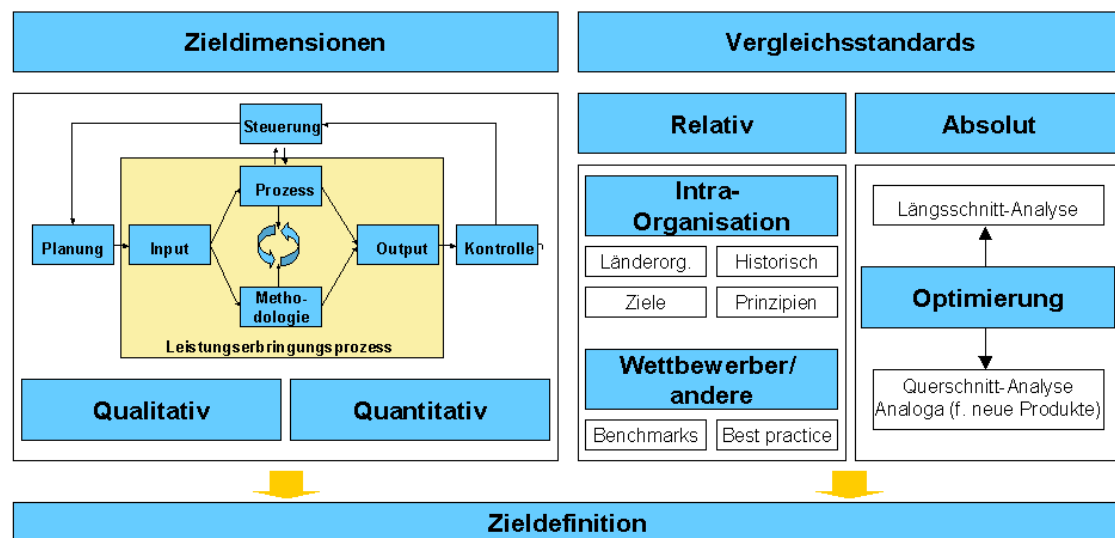 Zieldimensionen
Steuerung
Prozess
Planung
Input
Output
Kontrolle
Metho-
dologie
Leistungserbringungsprozess
Qualitativ
Quantitativ
Vergleichsstandards
Relativ
Intra-
Organisation
Länderorg.
Historisch
Ziele
Prinzipien
Wettbewerber/
andere
Benchmarks
Best practice
Absolut
Längsschnitt-Analyse
Optimierung
Querschnitt-Analyse
Analoga (f. neue Produkte)
Zieldefinition